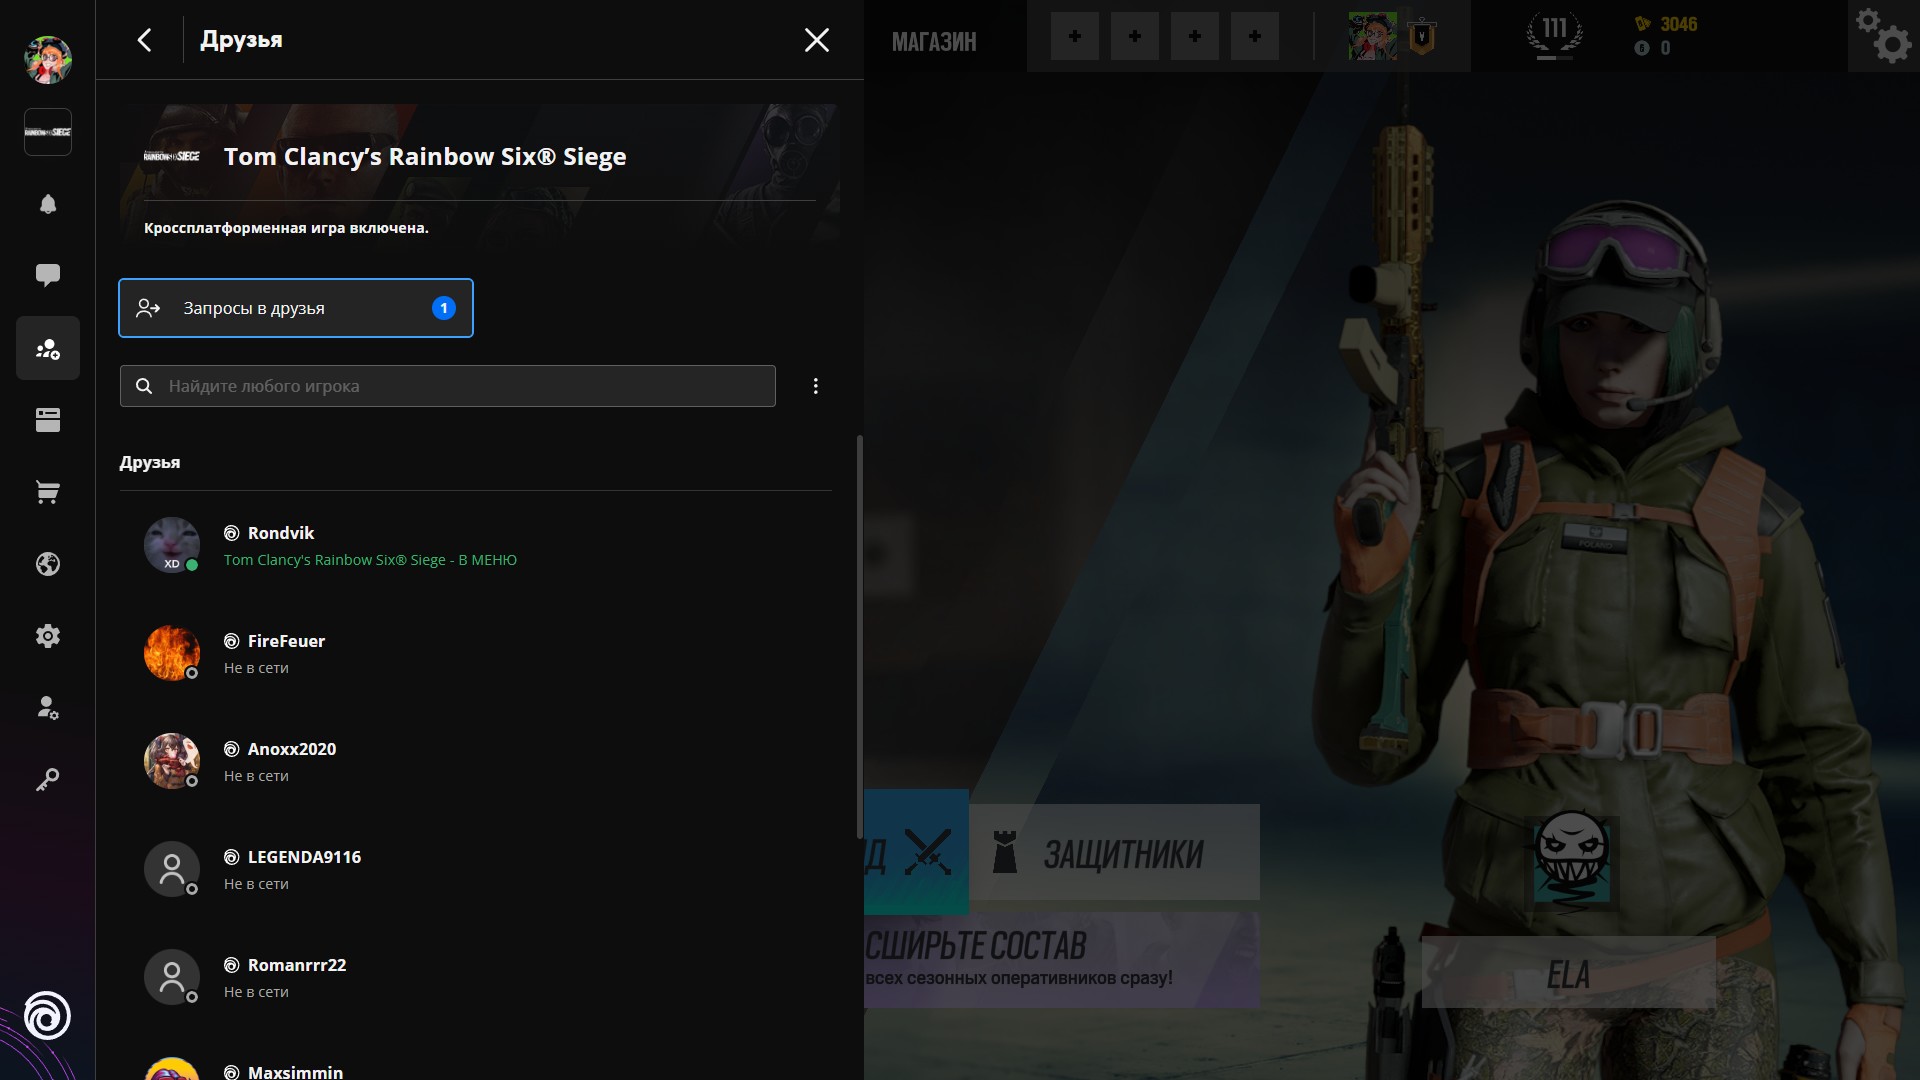 Друзья
Tom Clancy’s Rainbow Six® Siege
Кроссплатформенная игра включена.
Запросы в друзья
1
Найдите любого игрока
Друзья
Rondvik
XD
Tom Clancy's Rainbow Six® Siege - В МЕНЮ
FireFeuer
Не в сети
Anoxx2020
Не в сети
LEGENDA9116
Не в сети
Romanrrr22
Не в сети
Maxsimmin
МАГАЗИН
111
3046
0
POLAND
ЗАЩИТНИКИ
СШИРЬТЕ СОСТАВ
всех сезонных оперативников сразу!
ELA